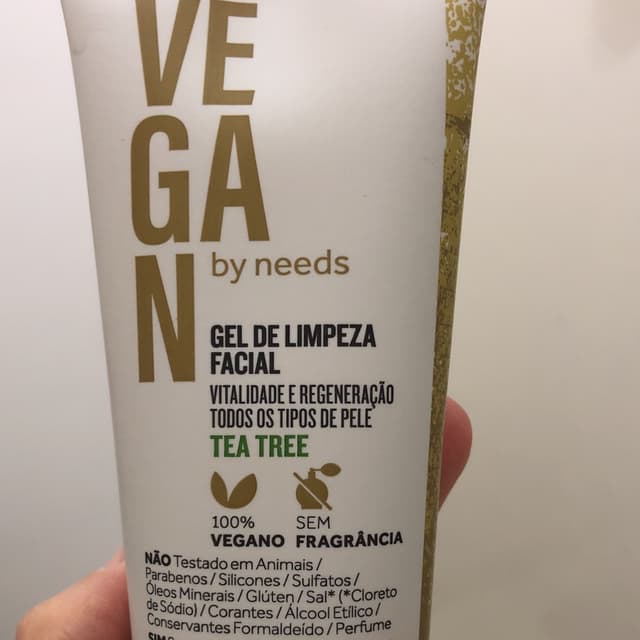 VE
GA
N
by needs
GEL DE LIMPEZA
FACIAL
VITALIDADE E REGENERAÇÃO
TODOS OS TIPOS DE PELE
TEA TREE
100%
VEGANO
SEM
FRAGRÂNCIA
NÃO Testado em Animais /
Parabenos / Silicones / Sulfatos /
Óleos Minerais / Glúten / Sal* (*Cloreto
de Sódio) / Corantes / Álcool Etílico /
Conservantes Formaldeído / Perfume